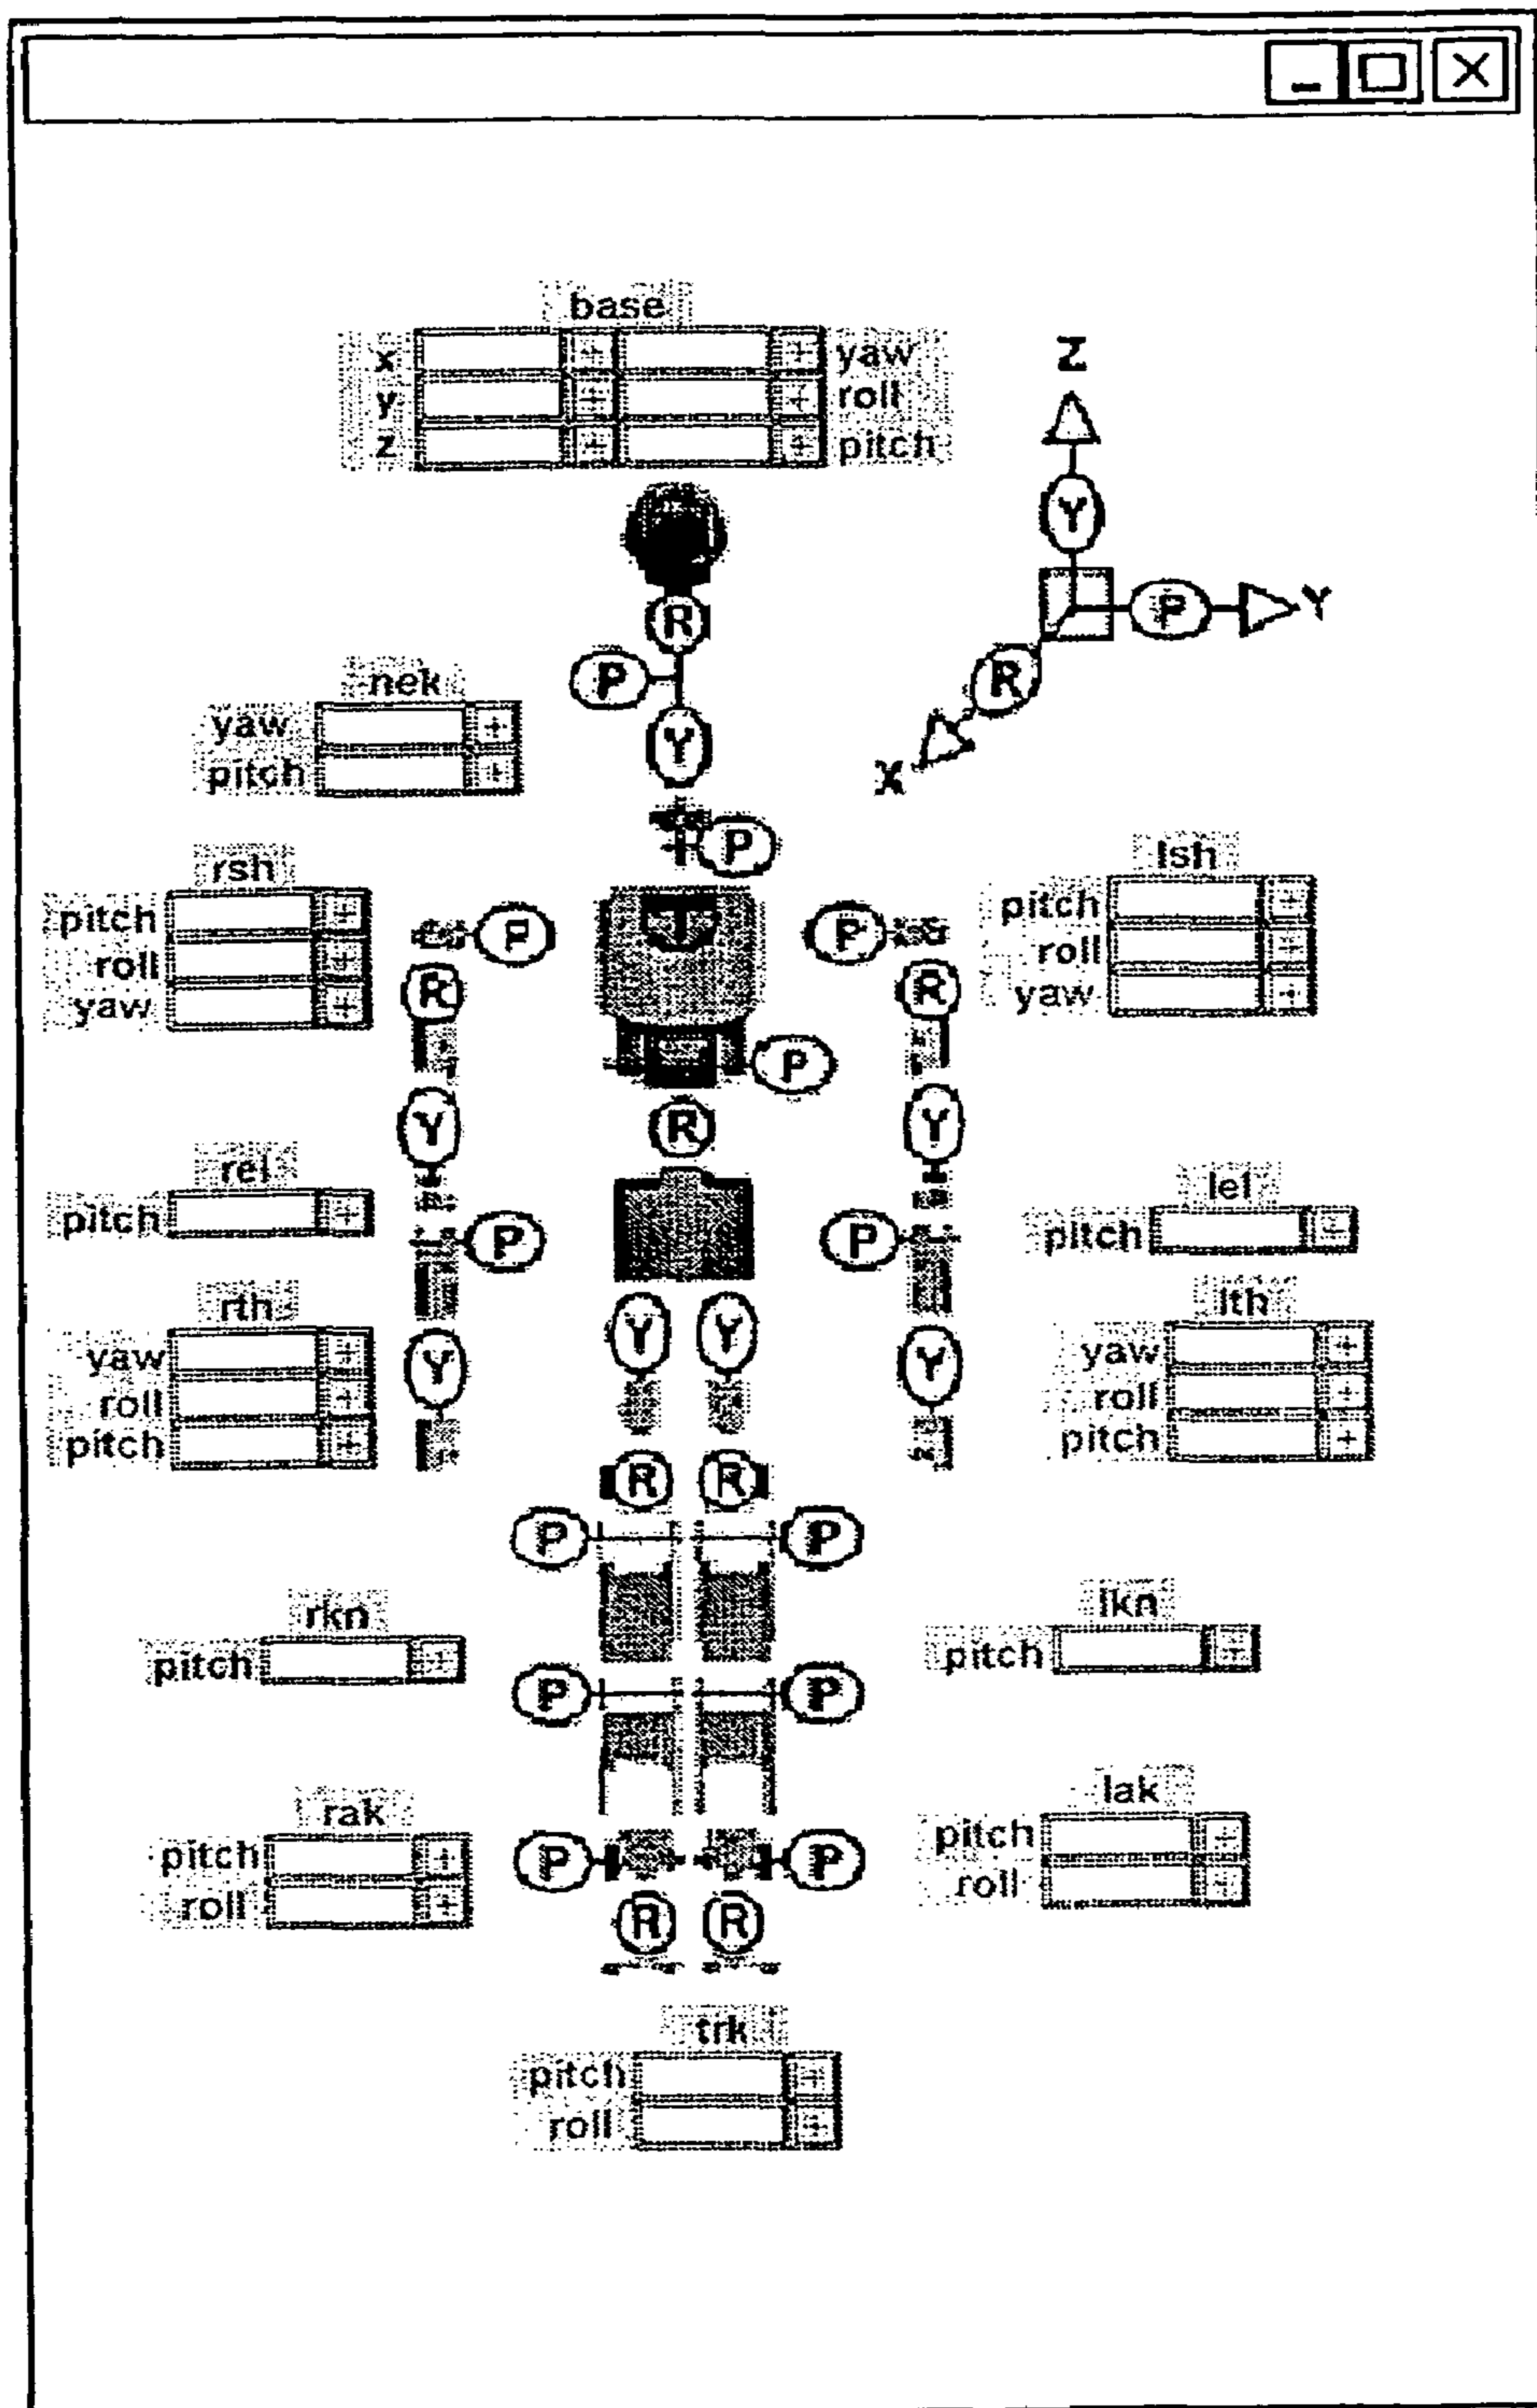 base
x yaw
y roll
z pitch
Z
Y
P Y
R
X
R
P
Y
P
nek
yaw
pitch
rsh
pitch
roll
yaw
lsh
pitch
roll
yaw
P P
R R
P
Y R Y
rel
pitch
lel
pitch
P P
rth
yaw
roll
pitch
lth
yaw
roll
pitch
Y Y Y Y
R R
P P
rkn
pitch
lkn
pitch
P P
rak
pitch
roll
lak
pitch
roll
P P
R R
trk
pitch
roll